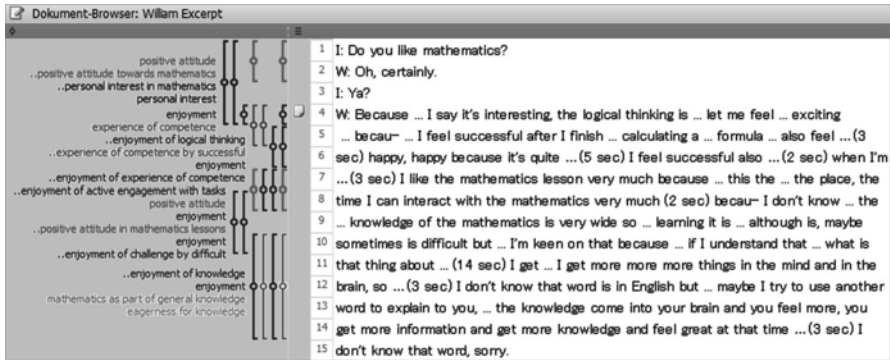 Dokument-Browser: William Excerpt
positive attitude
..positive attitude towards mathematics
..personal interest in mathematics
personal interest
enjoyment
experience of competence
..enjoyment of logical thinking
..experience of competence by successful
enjoyment
..enjoyment of experience of competence
..enjoyment of active engagement with tasks
positive attitude
enjoyment
..positive attitude in mathematics lessons
enjoyment
..enjoyment of challenge by difficult
..enjoyment of knowledge
enjoyment
mathematics as part of general knowledge
eagerness for knowledge
1 I: Do you like mathematics?
2 W: Oh, certainly.
3 I: Ya?
4 W: Because ... I say it's interesting, the logical thinking is ... let me feel ... exciting
5 ... becau- ... I feel successful after I finish ... calculating a ... formula ... also feel ...(3
6 sec) happy, happy because it's quite ...(5 sec) I feel successful also ...(2 sec) when I'm
7 ...(3 sec) I like the mathematics lesson very much because ... this the ... the place, the
8 time I can interact with the mathematics very much (2 sec) becau- I don't know ... the
9 ... knowledge of the mathematics is very wide so ... learning it is ... although is, maybe
10 sometimes is difficult but ... I'm keen on that because ... if I understand that ... what is
11 that thing about ...(14 sec) I get ... I get more more more things in the mind and in the
12 brain, so ...(3 sec) I don't know that word is in English but ... maybe I try to use another
13 word to explain to you, ... the knowledge come into your brain and you feel more, you
14 get more information and get more knowledge and feel great at that time ...(3 sec) I
15 don't know that word, sorry.